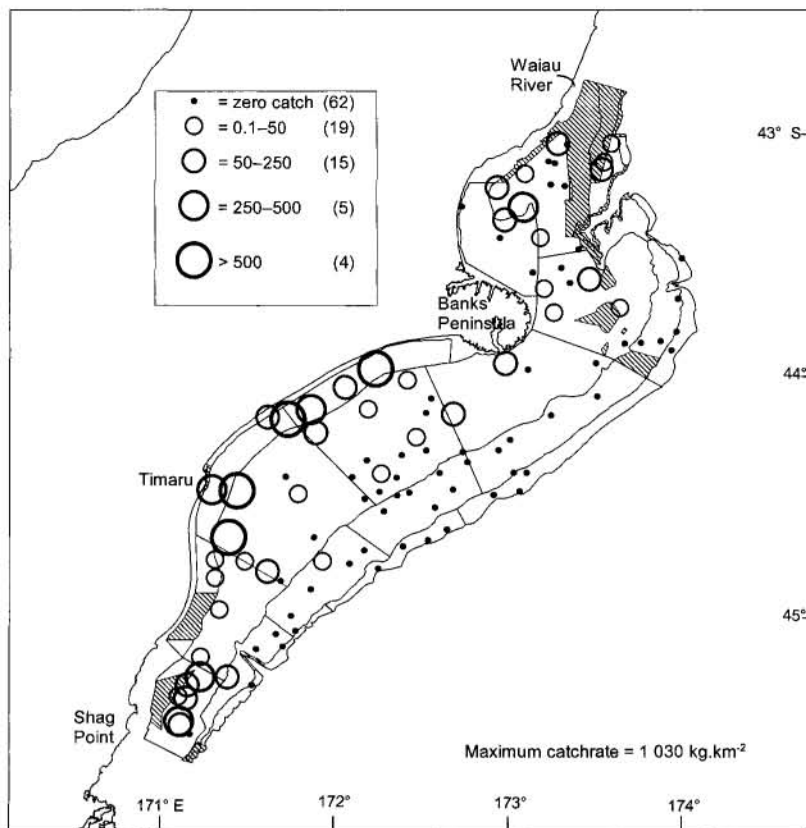 Waiau
River
= zero catch (62)
= 0.1–50 (19)
= 50–250 (15)
= 250–500 (5)
> 500 (4)
43° S
Banks
Peninsula
44°
Timaru
45°
Shag
Point
Maximum catchrate = 1 030 kg.km-2
171° E 172° 173° 174°